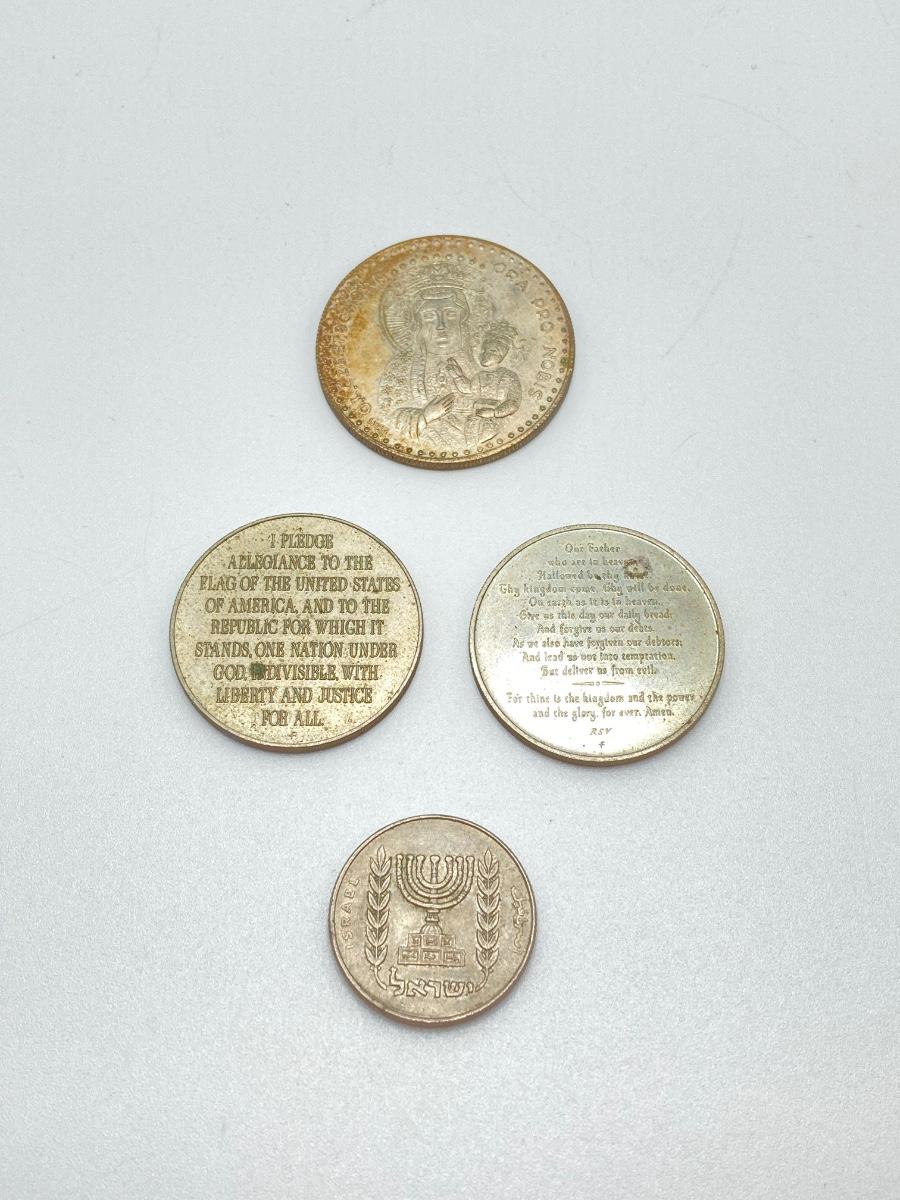 ORA PRO NOBIS
I PLEDGE
ALLEGIANCE TO THE
FLAG OF THE UNITED STATES
OF AMERICA, AND TO THE
REPUBLIC FOR WHICH IT
STANDS, ONE NATION UNDER
GOD, INDIVISIBLE, WITH
LIBERTY AND JUSTICE
FOR ALL.
Our Father
who art in heaven
Hallowed be thy
Thy kingdom come, Thy will be done,
On earth as it is in heaven.
Give us this day our daily bread;
And forgive us our debts,
As we also have forgiven our debtors;
And lead us not into temptation,
But deliver us from evil.
For thine is the kingdom and the power
and the glory, for ever. Amen.
RSV
ISRAEL
اسرائيل
ישראל